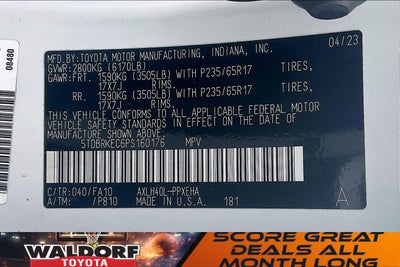 08480
MFD.BY:TOYOTA MOTOR MANUFACTURING, INDIANA, INC.
04/23
GVWR:2800KG (6170LB)
GAWR:FRT. 1590KG (3505LB) WITH P235/65R17 TIRES,
17X7J RIMS,
RR. 1590KG (3505LB) WITH P235/65R17 TIRES,
17X7J RIMS,
THIS VEHICLE CONFORMS TO ALL APPLICABLE FEDERAL MOTOR
VEHICLE SAFETY STANDARDS IN EFFECT ON THE DATE OF
MANUFACTURE SHOWN ABOVE.
5TDBRKEC6PS160176 MPV
C/TR:040/FA10 AXLH40L-PPXEHA
A/TM: /P810 MADE IN U.S.A. 181
A
WALDORF
TOYOTA
SCORE GREAT
DEALS ALL
MONTH LONG